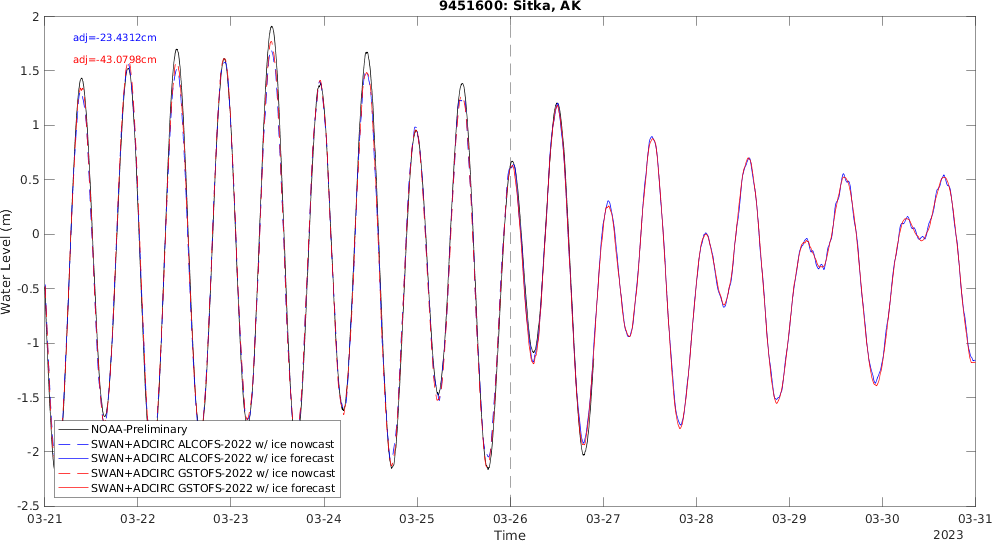 9451600: Sitka, AK
adj=-23.4312cm
adj=-43.0798cm
Water Level (m)
2
1.5
1
0.5
0
-0.5
-1
-1.5
-2
-2.5
NOAA-Preliminary
SWAN+ADCIRC ALCOFS-2022 w/ ice nowcast
SWAN+ADCIRC ALCOFS-2022 w/ ice forecast
SWAN+ADCIRC GSTOFS-2022 w/ ice nowcast
SWAN+ADCIRC GSTOFS-2022 w/ ice forecast
03-21 03-22 03-23 03-24 03-25 03-26 03-27 03-28 03-29 03-30 03-31
Time
2023